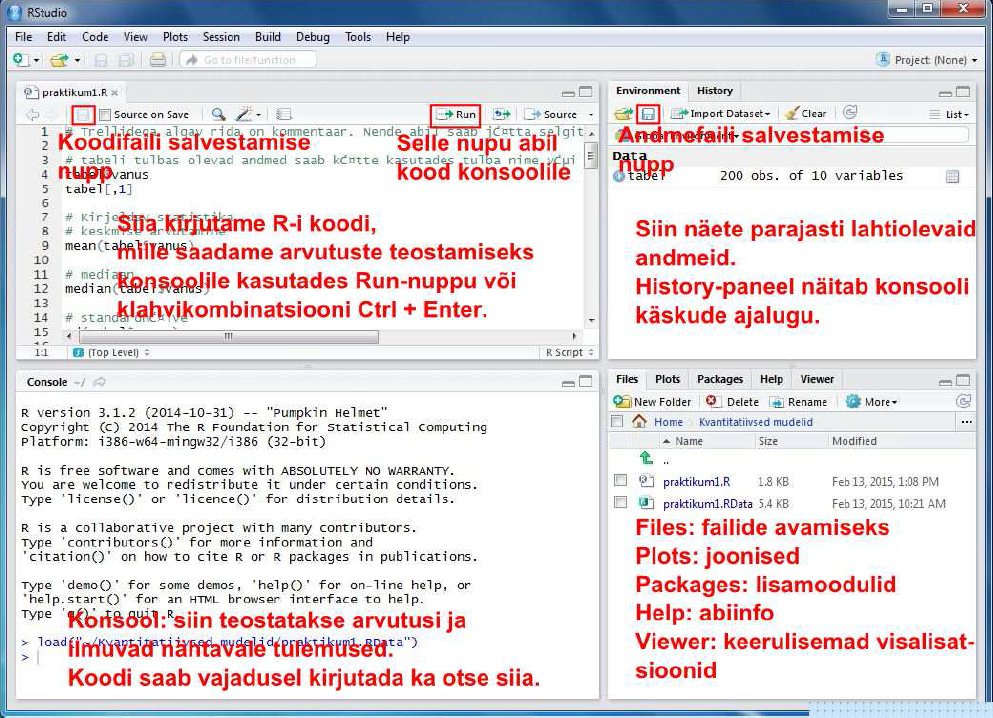 RStudio
File Edit Code View Plots Session Build Debug Tools Help
Go to file/function
Project: (None)
praktikum1.R
Source on Save
Run
Source
1 # Trellidega algav rida on kommentaar. Nende abil saab
Koodifaili salvestamise
nupp
Selle nupu abil
kood konsoolile
2
3 # tabeli tulbas olevad andmed saab kasutades tulba nime
4 tabel$vanus
5 tabel[,1]
6
7 # Kirjeldav statistika
8 # keskmise arvutamine
9 mean(tabel$vanus)
10
11 # mediaan
12 median(tabel$vanus)
13
14 # standardhälve
15
16
Siia kirjutame R-i koodi,
mille saadame arvutuste teostamiseks
konsoolile kasutades Run-nuppu või
klahvikombinatsiooni Ctrl + Enter.
1:1 (Top Level) R Script
Environment History
Import Dataset Clear List
Global Environment
Andmefaili salvestamise
nupp
Data
tabel 200 obs. of 10 variables
Siin näete parajasti lahtiolevaid
andmeid.
History-paneel näitab konsooli
käskude ajalugu.
Console ~/
R version 3.1.2 (2014-10-31) -- "Pumpkin Helmet"
Copyright (C) 2014 The R Foundation for Statistical Computing
Platform: i386-w64-mingw32/i386 (32-bit)
R is free software and comes with ABSOLUTELY NO WARRANTY.
You are welcome to redistribute it under certain conditions.
Type 'license()' or 'licence()' for distribution details.
R is a collaborative project with many contributors.
Type 'contributors()' for more information and
'citation()' on how to cite R or R packages in publications.
Type 'demo()' for some demos, 'help()' for on-line help, or
'help.start()' for an HTML browser interface to help.
Type 'q()' to quit R.
> load("~/Kvantitatiivsed mudelid/praktikum1.RData")
>
Konsool: siin teostatakse arvutusi ja
ilmuvad nähtavale tulemused.
Koodi saab vajadusel kirjutada ka otse siia.
Files Plots Packages Help Viewer
New Folder Delete Rename More
Home Kvantitatiivsed mudelid
Name Size Modified
..
praktikum1.R 1.8 KB Feb 13, 2015, 1:08 PM
praktikum1.RData 5.4 KB Feb 13, 2015, 10:21 AM
Files: failide avamiseks
Plots: joonised
Packages: lisamoodulid
Help: abiinfo
Viewer: keerulisemad visalisat-
sioonid